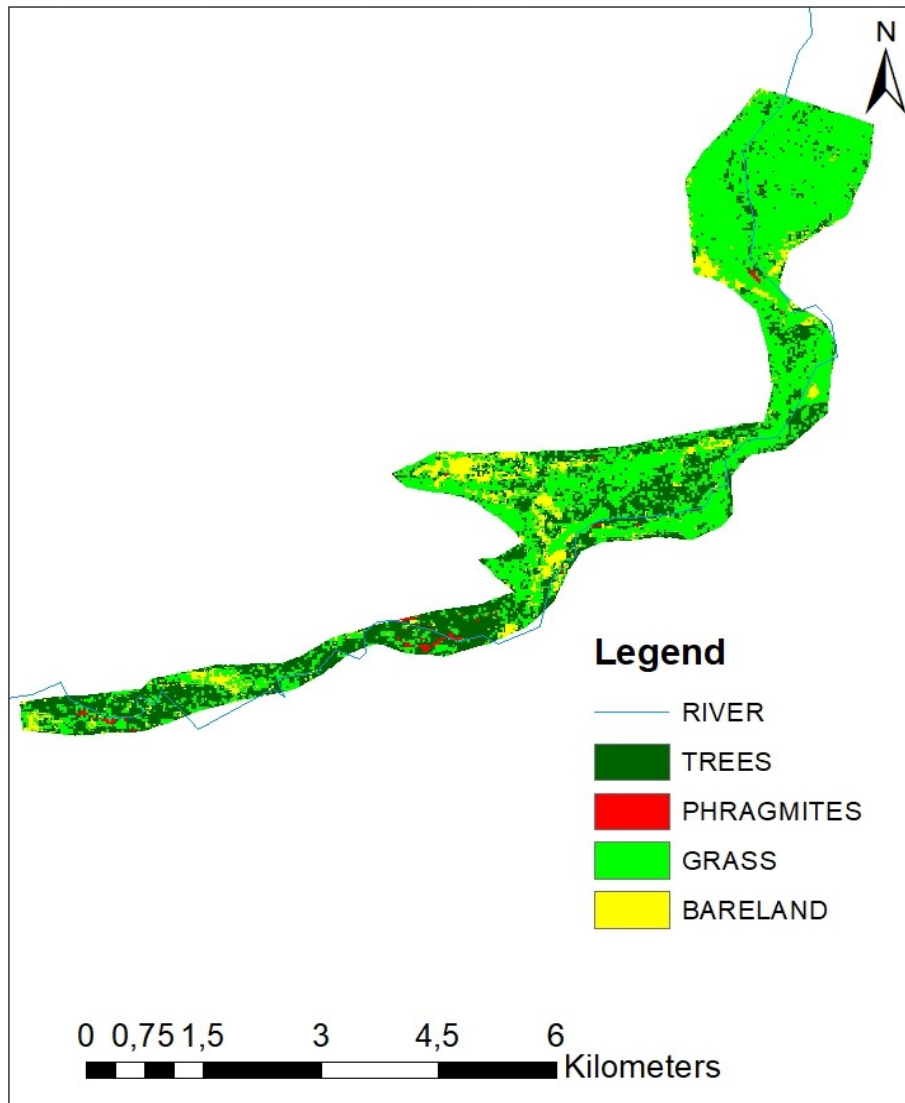 N
Legend
RIVER
TREES
PHRAGMITES
GRASS
BARELAND
0 0,75 1,5 3 4,5 6
Kilometers